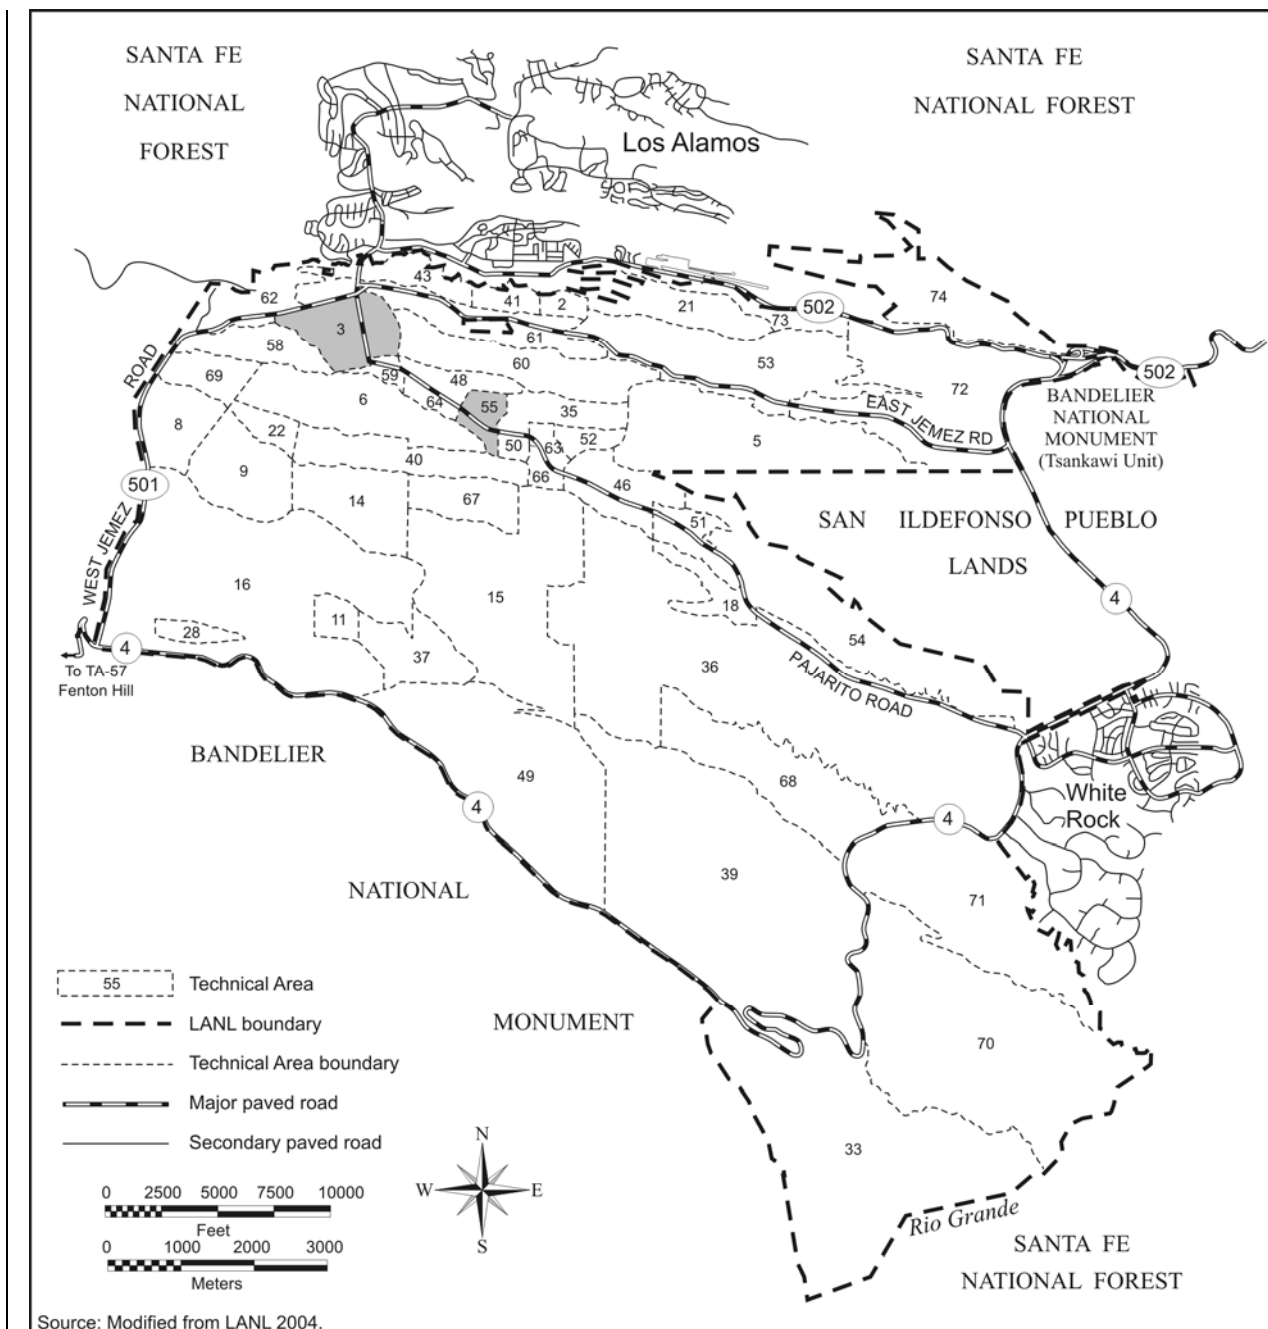 SANTA FE
NATIONAL
FOREST
SANTA FE
NATIONAL FOREST
Los Alamos
43
62
41
2
21
74
502
73
3
58
61
53
60
502
72
69
59
48
6
64
55
35
EAST JEMEZ RD
BANDELIER
NATIONAL
MONUMENT
(Tsankawi Unit)
ROAD
8
22
50
63
52
5
40
9
66
46
501
14
67
51
SAN ILDEFONSO PUEBLO
LANDS
WEST JEMEZ
16
15
18
4
11
28
54
4
37
36
To TA-57
Fenton Hill
PAJARITO ROAD
BANDELIER
49
68
4
4
White
Rock
39
NATIONAL
71
55 Technical Area
LANL boundary
MONUMENT
70
Technical Area boundary
Major paved road
Secondary paved road
33
N
W E
S
0 2500 5000 7500 10000
Feet
0 1000 2000 3000
Meters
Rio Grande
SANTA FE
NATIONAL FOREST
Source: Modified from LANL 2004.